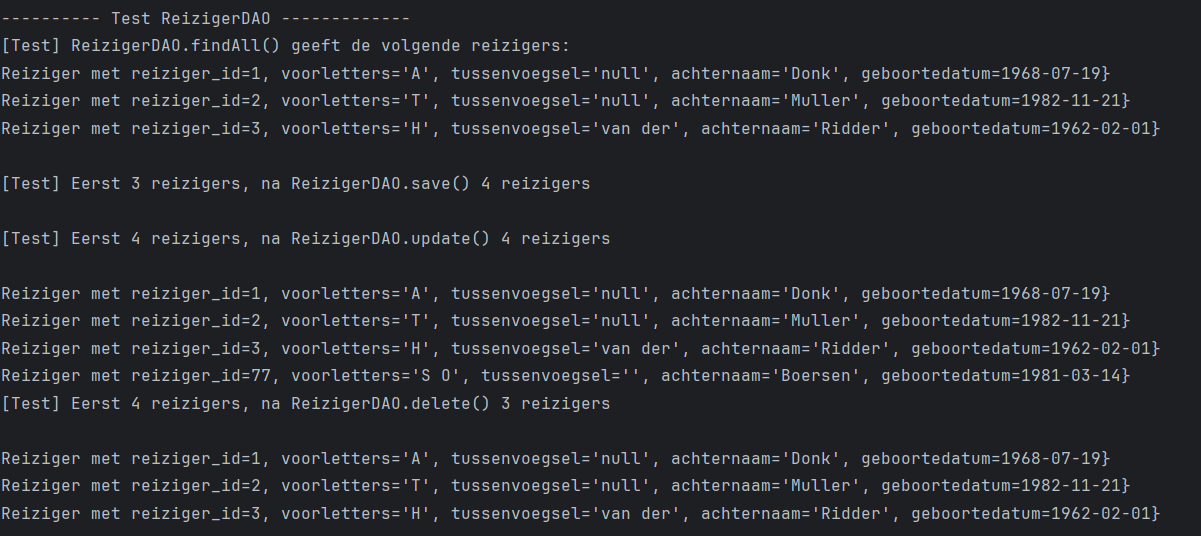 ---------- Test ReizigerDAO -------------
[Test] ReizigerDAO.findAll() geeft de volgende reizigers:
Reiziger met reiziger_id=1, voorletters='A', tussenvoegsel='null', achternaam='Donk', geboortedatum=1968-07-19}
Reiziger met reiziger_id=2, voorletters='T', tussenvoegsel='null', achternaam='Muller', geboortedatum=1982-11-21}
Reiziger met reiziger_id=3, voorletters='H', tussenvoegsel='van der', achternaam='Ridder', geboortedatum=1962-02-01}
[Test] Eerst 3 reizigers, na ReizigerDAO.save() 4 reizigers
[Test] Eerst 4 reizigers, na ReizigerDAO.update() 4 reizigers
Reiziger met reiziger_id=1, voorletters='A', tussenvoegsel='null', achternaam='Donk', geboortedatum=1968-07-19}
Reiziger met reiziger_id=2, voorletters='T', tussenvoegsel='null', achternaam='Muller', geboortedatum=1982-11-21}
Reiziger met reiziger_id=3, voorletters='H', tussenvoegsel='van der', achternaam='Ridder', geboortedatum=1962-02-01}
Reiziger met reiziger_id=77, voorletters='S O', tussenvoegsel='', achternaam='Boersen', geboortedatum=1981-03-14}
[Test] Eerst 4 reizigers, na ReizigerDAO.delete() 3 reizigers
Reiziger met reiziger_id=1, voorletters='A', tussenvoegsel='null', achternaam='Donk', geboortedatum=1968-07-19}
Reiziger met reiziger_id=2, voorletters='T', tussenvoegsel='null', achternaam='Muller', geboortedatum=1982-11-21}
Reiziger met reiziger_id=3, voorletters='H', tussenvoegsel='van der', achternaam='Ridder', geboortedatum=1962-02-01}